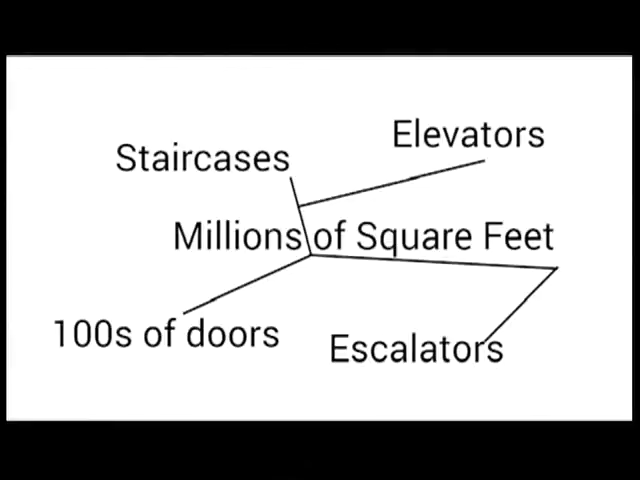 Elevators
Staircases
Millions of Square Feet
100s of doors
Escalators